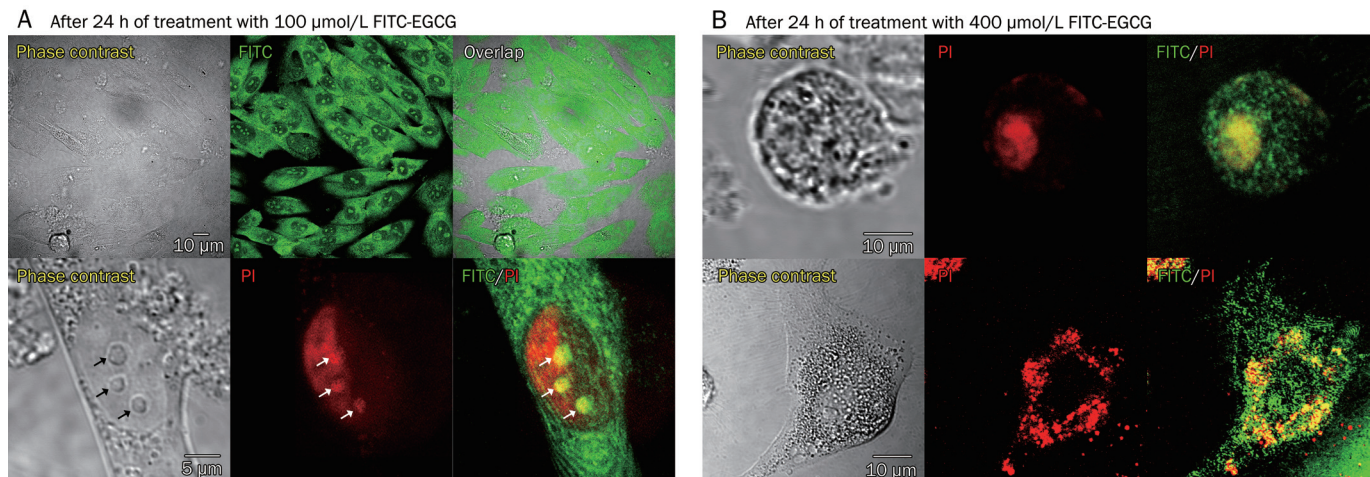 A After 24 h of treatment with 100 µmol/L FITC-EGCG
Phase contrast
FITC
Overlap
10 µm
Phase contrast
PI
FITC/PI
5 µm
B After 24 h of treatment with 400 µmol/L FITC-EGCG
Phase contrast
PI
FITC/PI
10 µm
Phase contrast
PI
FITC/PI
10 µm